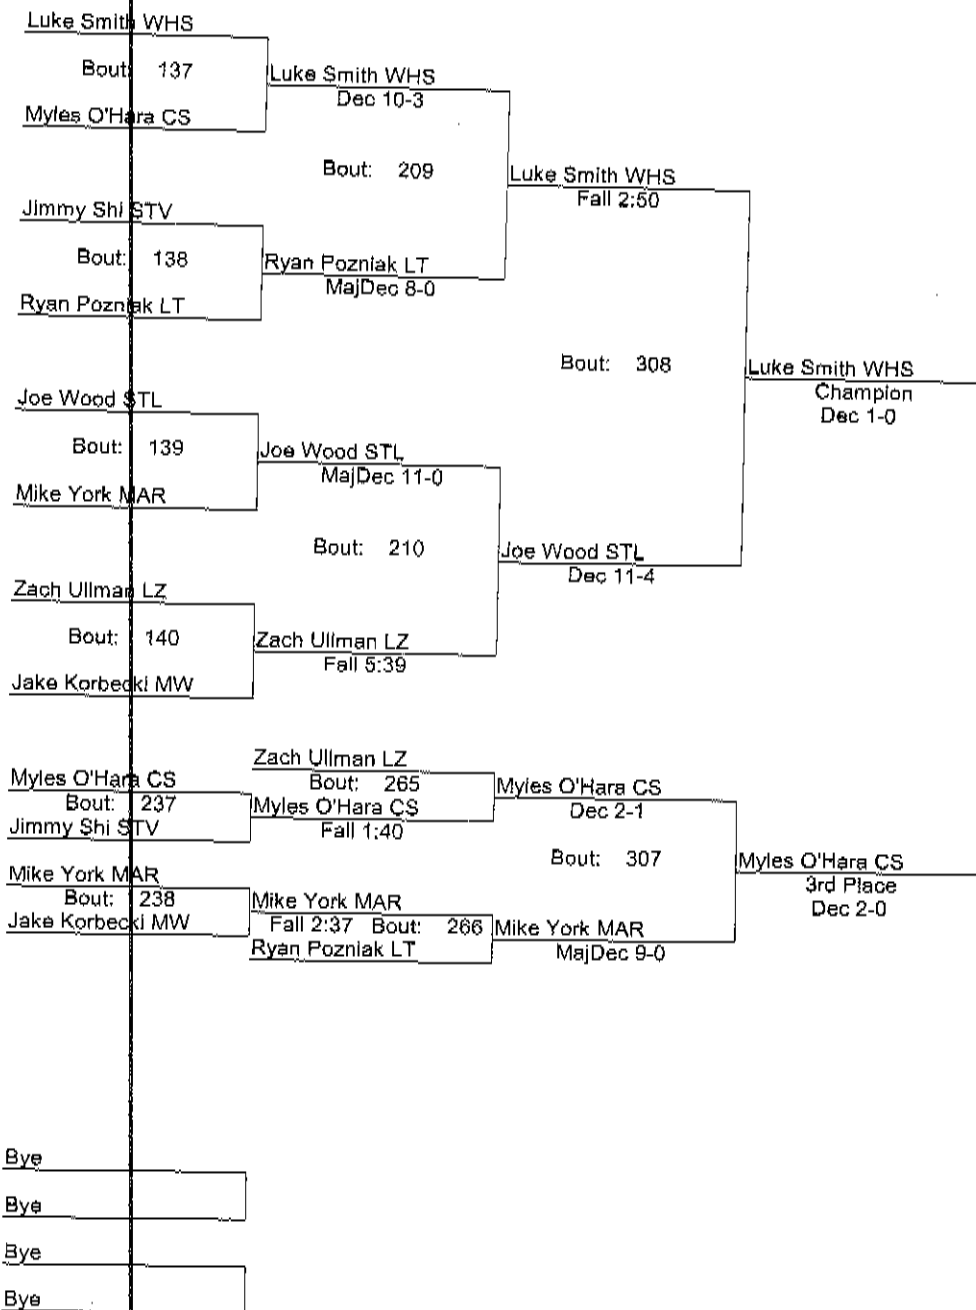 Luke Smith WHS
Bout: 137
Luke Smith WHS
Dec 10-3
Myles O'Hara CS
Bout: 209
Luke Smith WHS
Fall 2:50
Jimmy Shi STV
Bout: 138
Ryan Pozniak LT
MajDec 8-0
Ryan Pozniak LT
Bout: 308
Luke Smith WHS
Champion
Dec 1-0
Joe Wood STL
Bout: 139
Joe Wood STL
MajDec 11-0
Mike York MAR
Bout: 210
Joe Wood STL
Dec 11-4
Zach Ullman LZ
Bout: 140
Zach Ullman LZ
Fall 5:39
Jake Korbecki MW
Zach Ullman LZ
Myles O'Hara CS
Bout: 265
Myles O'Hara CS
Dec 2-1
Bout: 237
Myles O'Hara CS
Fall 1:40
Jimmy Shi STV
Bout: 307
Myles O'Hara CS
3rd Place
Dec 2-0
Mike York MAR
Bout: 238
Mike York MAR
Jake Korbecki MW
Fall 2:37 Bout: 266
Mike York MAR
MajDec 9-0
Ryan Pozniak LT
Bye
Bye
Bye
Bye